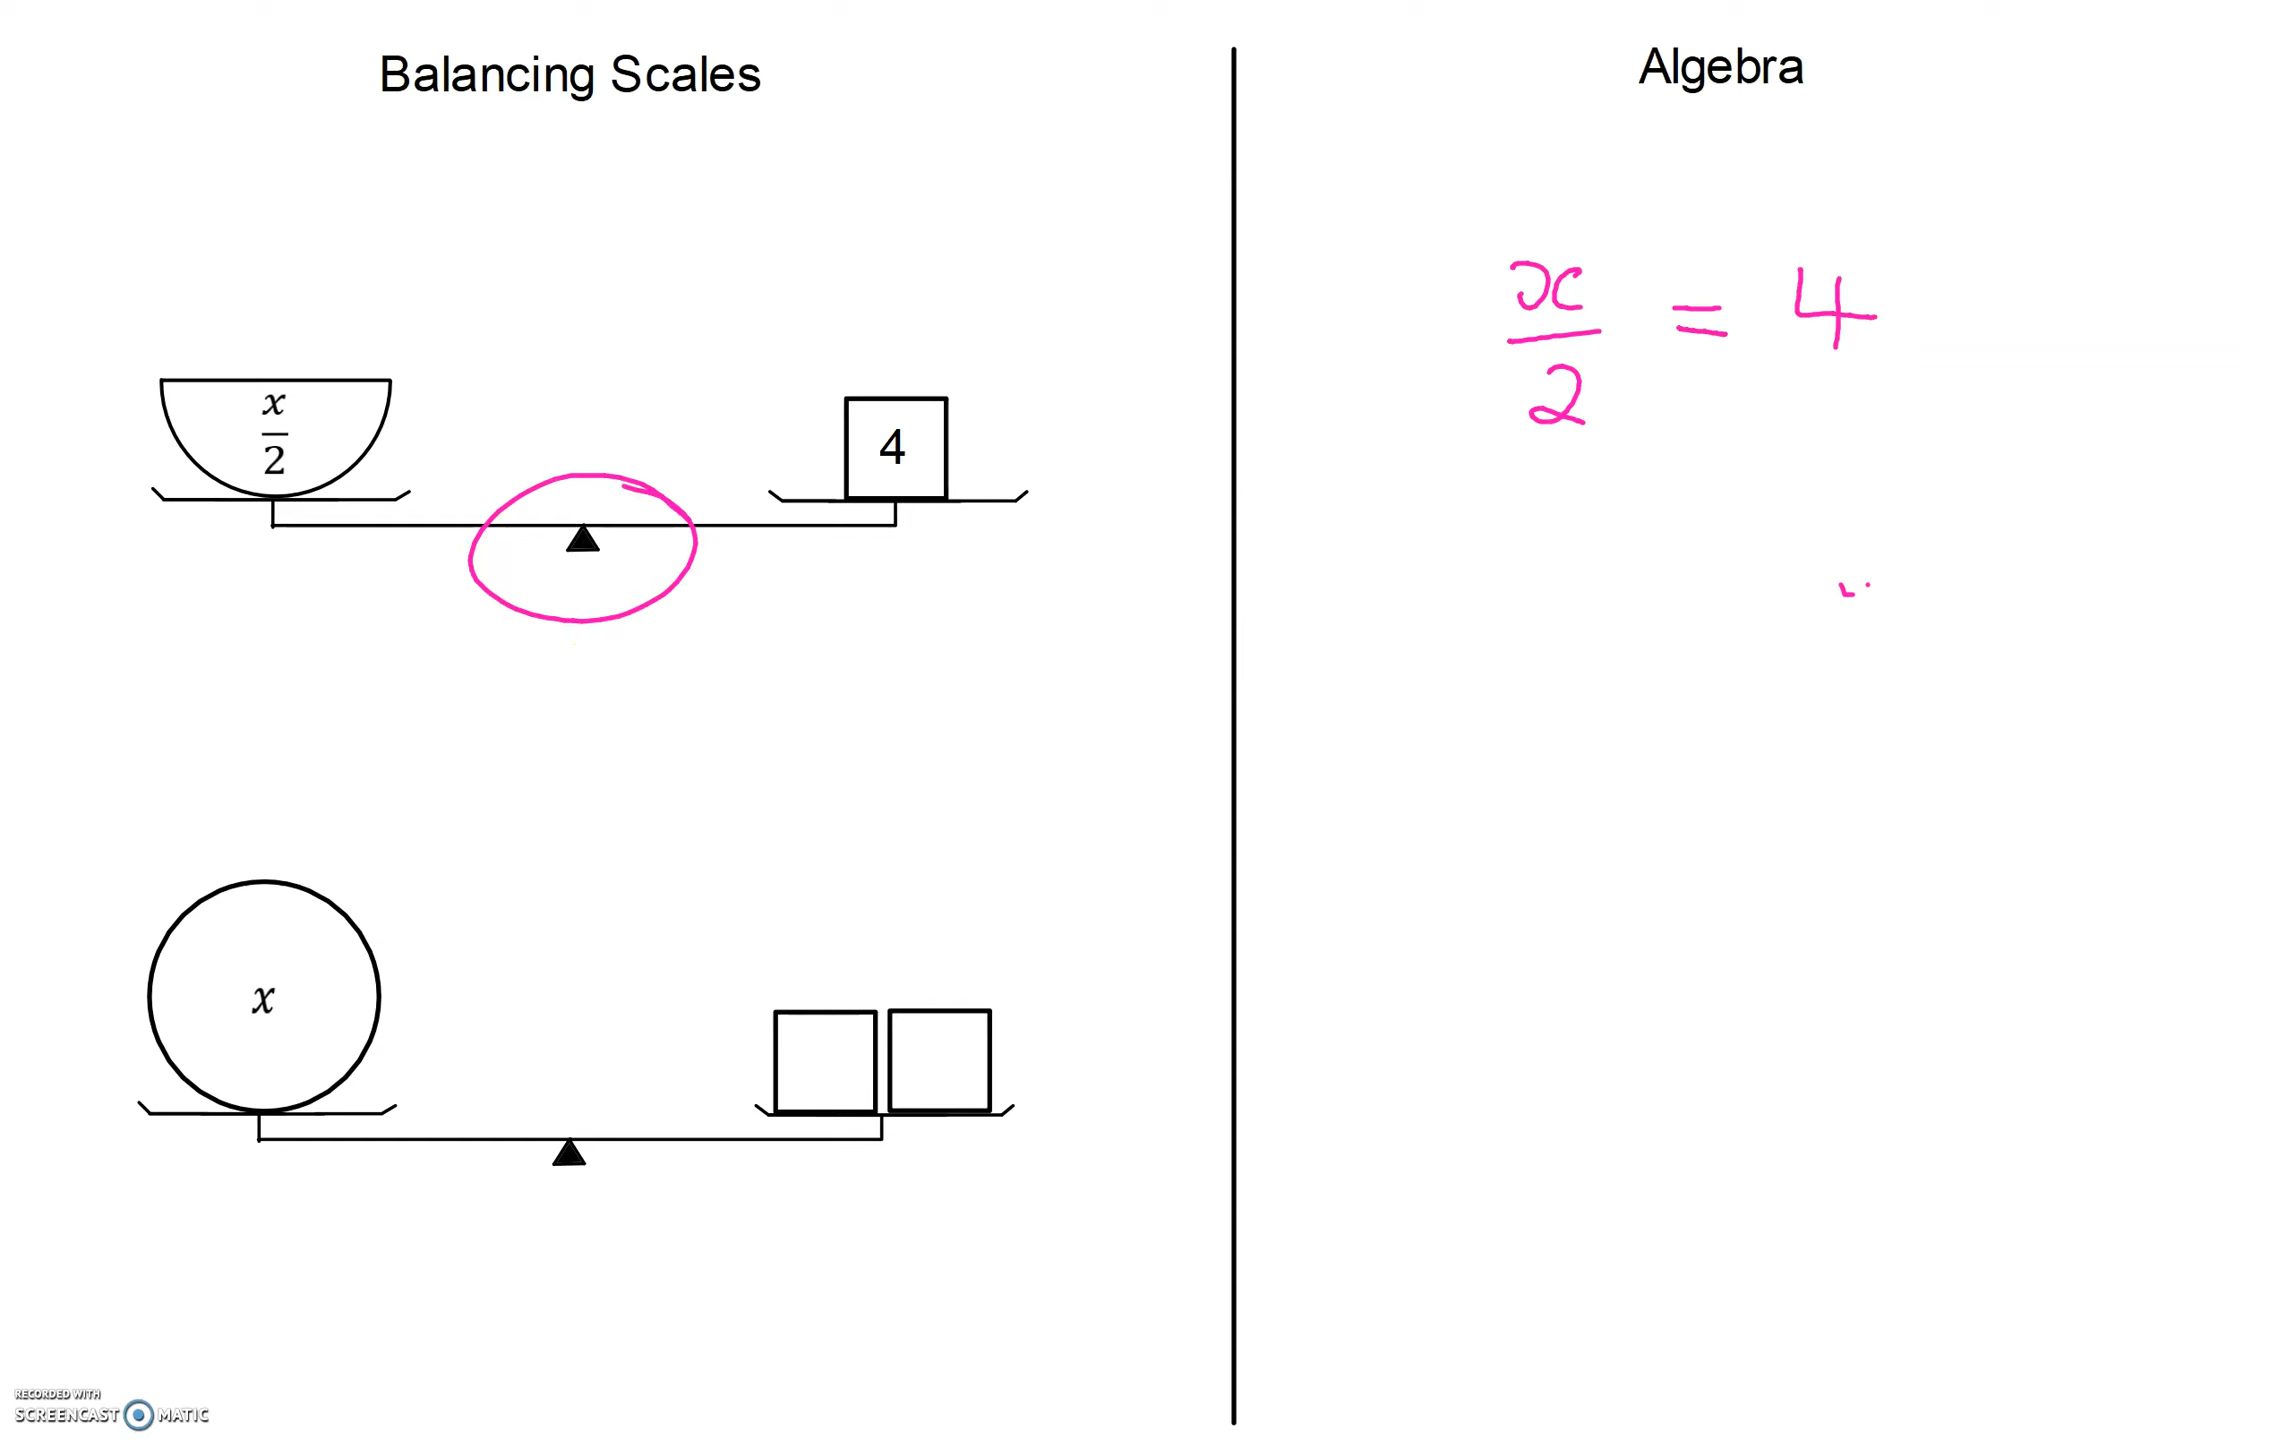 Balancing Scales
x
2
4
x
Algebra
x
2
= 4
RECORDED WITH
SCREENCAST MATIC